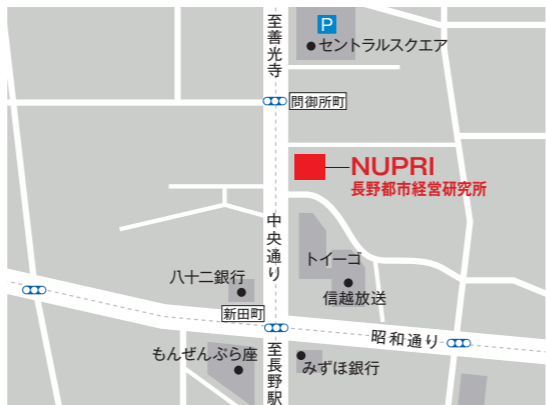 至善光寺
P
セントラルスクエア
問御所町
NUPRI
長野都市経営研究所
中央通り
トイーゴ
信越放送
八十二銀行
新田町
昭和通り
もんぜんぷら座
みずほ銀行
至長野駅